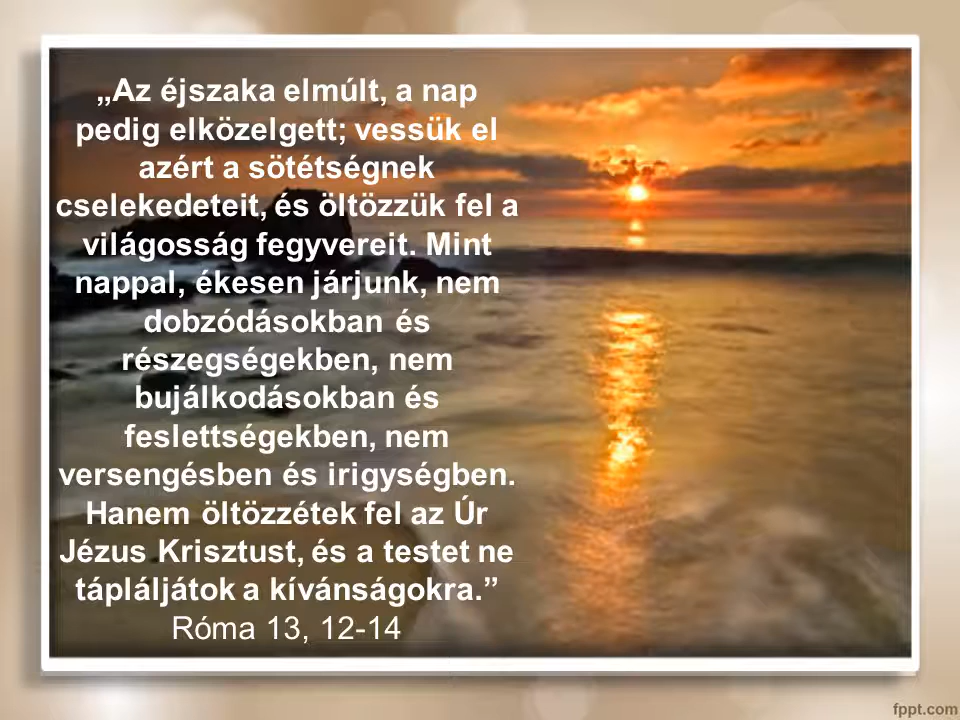 „Az éjszaka elmúlt, a nap
pedig elközelgett; vessük el
azért a sötétségnek
cselekedeteit, és öltözzük fel a
világosság fegyvereit. Mint
nappal, ékesen járjunk, nem
dobzódásokban és
részegségekben, nem
bujálkodásokban és
feslettségekben, nem
versengésben és irigységben.
Hanem öltözzétek fel az Úr
Jézus Krisztust, és a testet ne
tápláljátok a kívánságokra.”
Róma 13, 12-14
fppt.com